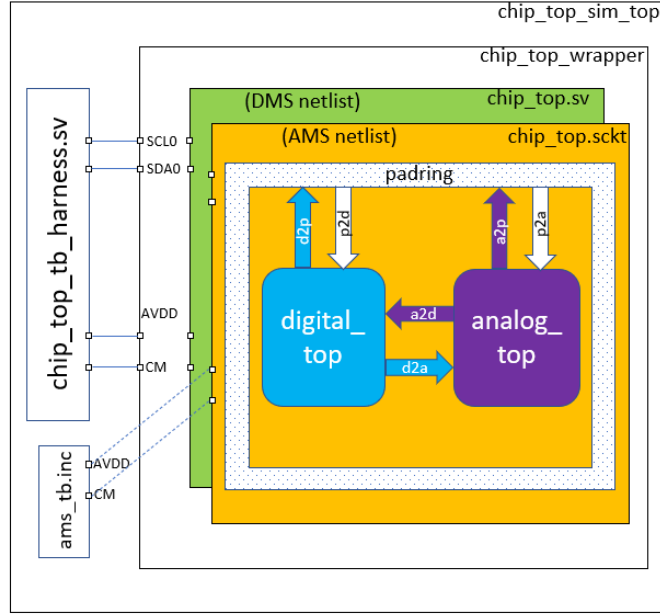 chip_top_sim_top
chip_top_wrapper
(DMS netlist)
chip_top.sv
(AMS netlist)
chip_top.sckt
padring
chip_top_tb_harness.sv
SCL0
SDA0
AVDD
CM
d2p
p2d
a2p
p2a
digital_
top
a2d
d2a
analog_
top
ams_tb.inc
AVDD
CM